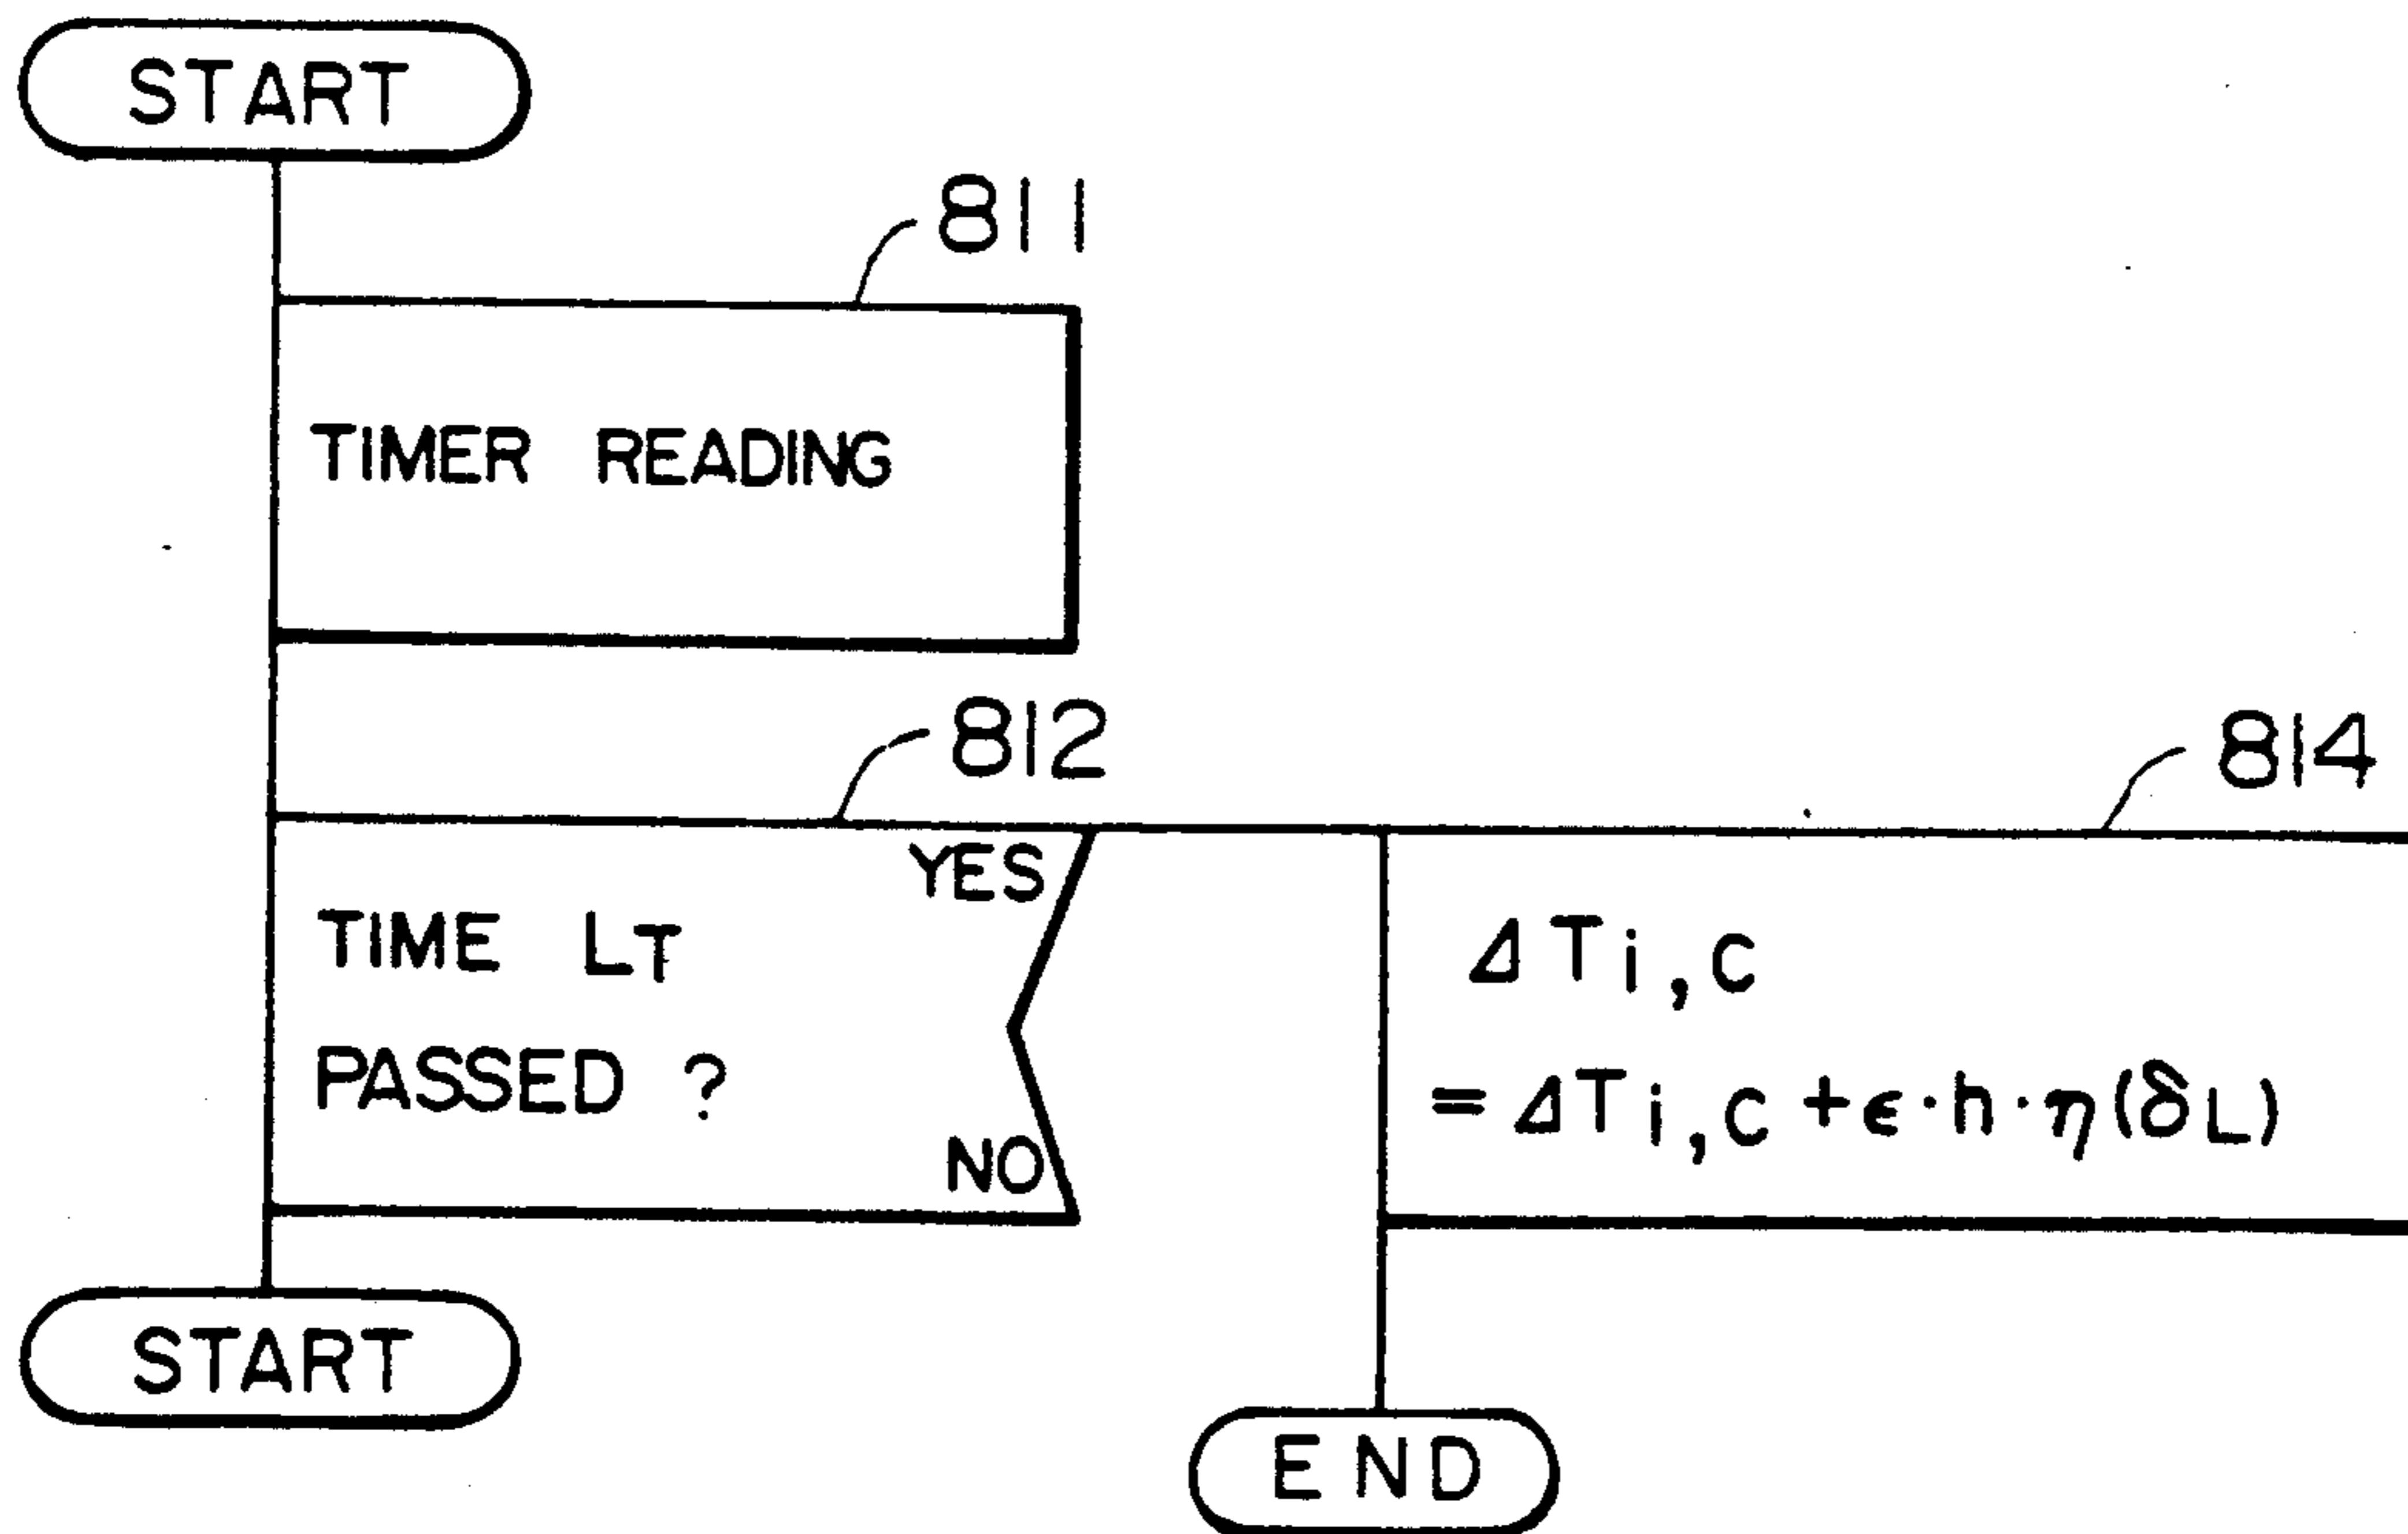 START
811
TIMER READING
812
814
YES
TIME LT
PASSED ?
NO
ΔTi,c
=ΔTi,c+ϵ·h·η(δL)
START
END